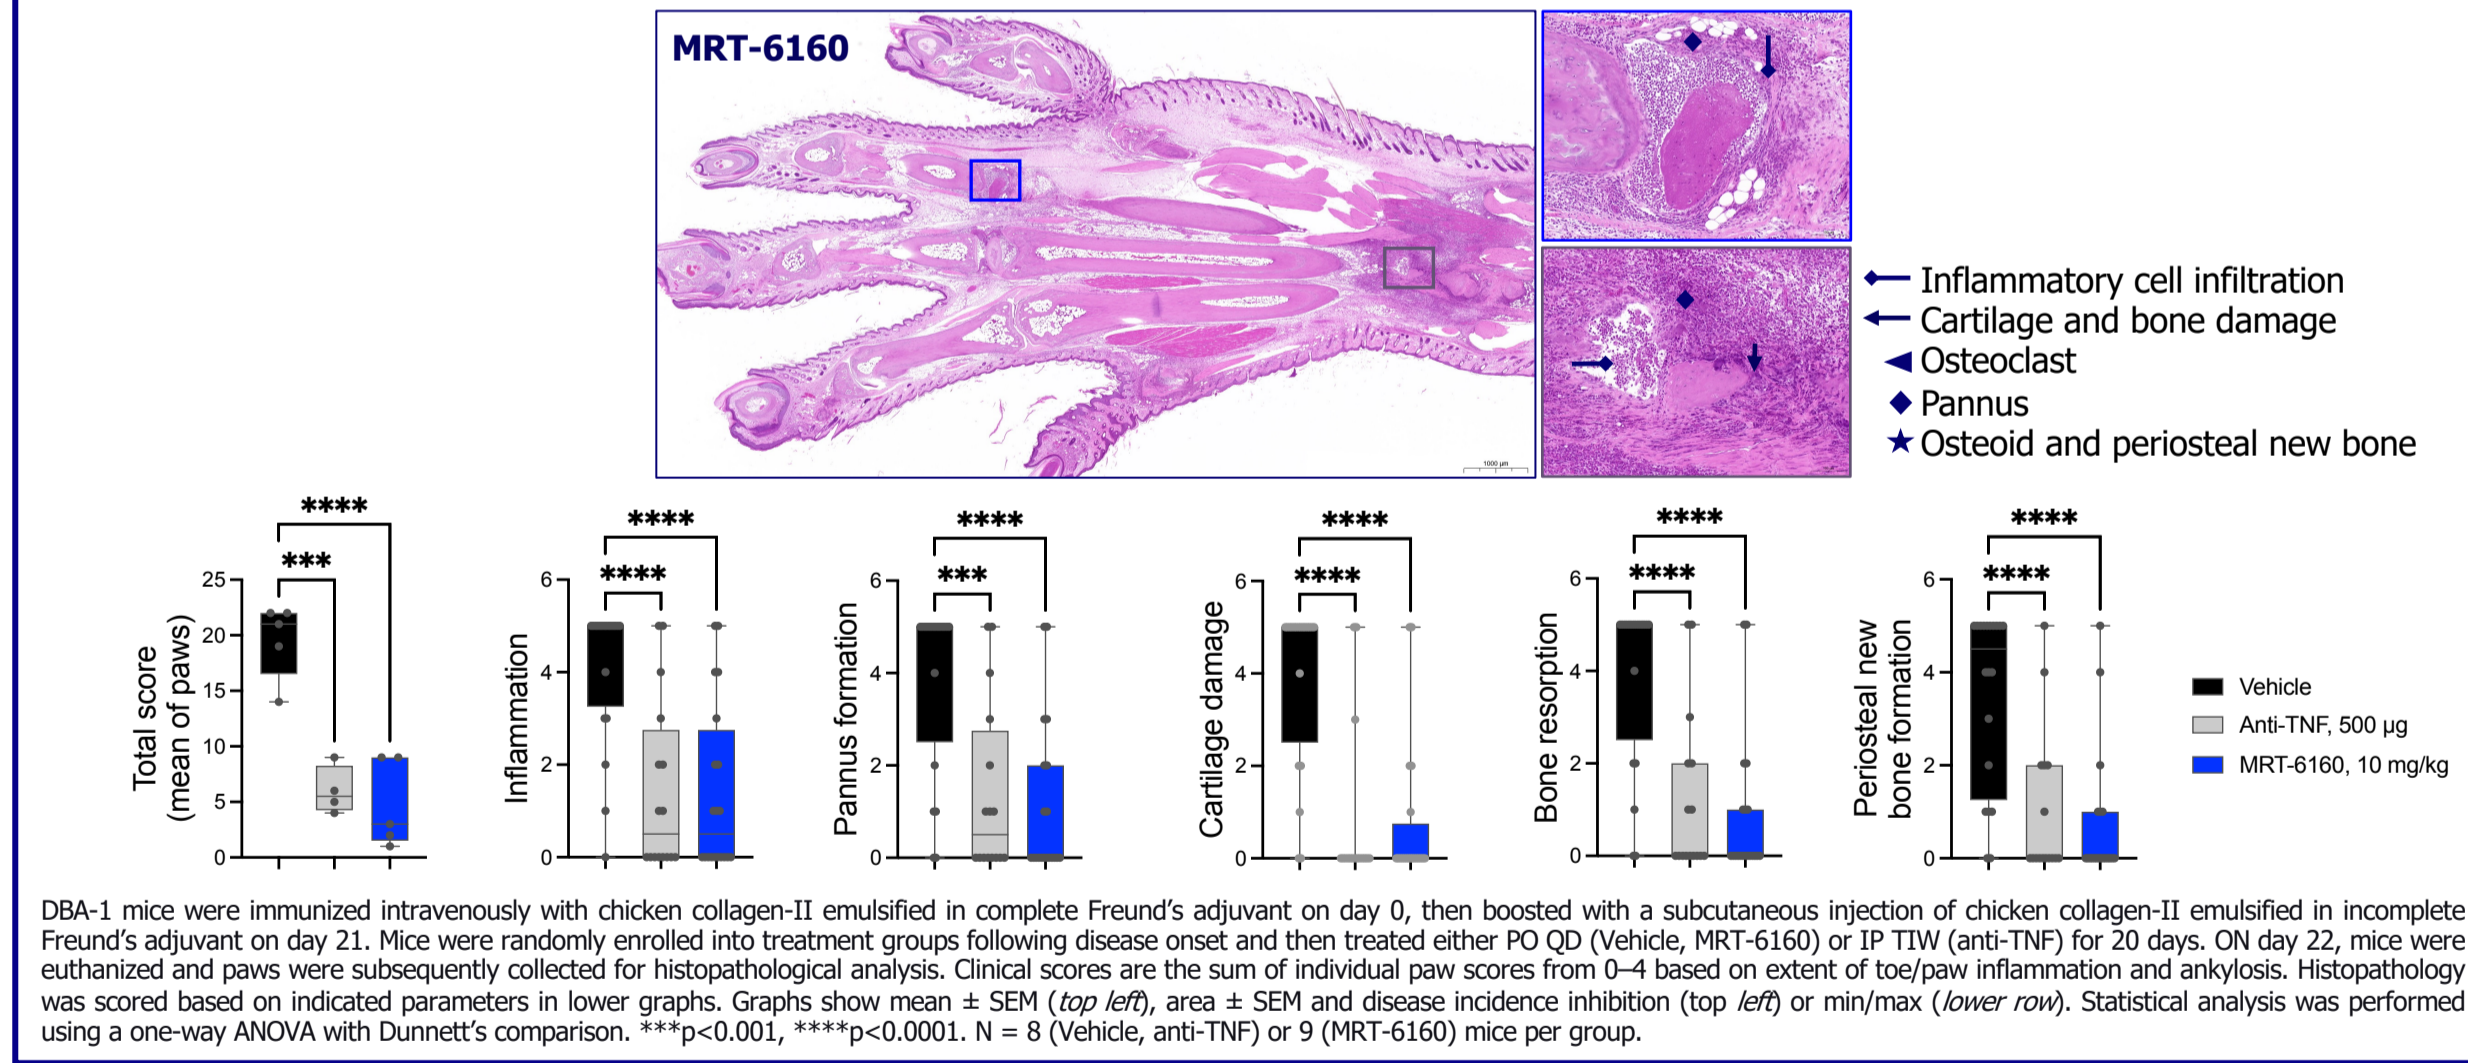 MRT-6160
1000 µm
Inflammatory cell infiltration
Cartilage and bone damage
Osteoclast
Pannus
Osteoid and periosteal new bone
****
***
25
20
15
10
5
0
Total score
(mean of paws)
****
****
6
4
2
0
Inflammation
****
***
6
4
2
0
Pannus formation
****
****
6
4
2
0
Cartilage damage
****
****
6
4
2
0
Bone resorption
****
****
6
4
2
0
Periosteal new
bone formation
Vehicle
Anti-TNF, 500 µg
MRT-6160, 10 mg/kg
DBA-1 mice were immunized intravenously with chicken collagen-II emulsified in complete Freund's adjuvant on day 0, then boosted with a subcutaneous injection of chicken collagen-II emulsified in incomplete
Freund's adjuvant on day 21. Mice were randomly enrolled into treatment groups following disease onset and then treated either PO QD (Vehicle, MRT-6160) or IP TIW (anti-TNF) for 20 days. ON day 22, mice were
euthanized and paws were subsequently collected for histopathological analysis. Clinical scores are the sum of individual paw scores from 0–4 based on extent of toe/paw inflammation and ankylosis. Histopathology
was scored based on indicated parameters in lower graphs. Graphs show mean ± SEM (top left), area ± SEM and disease incidence inhibition (top left) or min/max (lower row). Statistical analysis was performed
using a one-way ANOVA with Dunnett's comparison. ***p<0.001, ****p<0.0001. N = 8 (Vehicle, anti-TNF) or 9 (MRT-6160) mice per group.